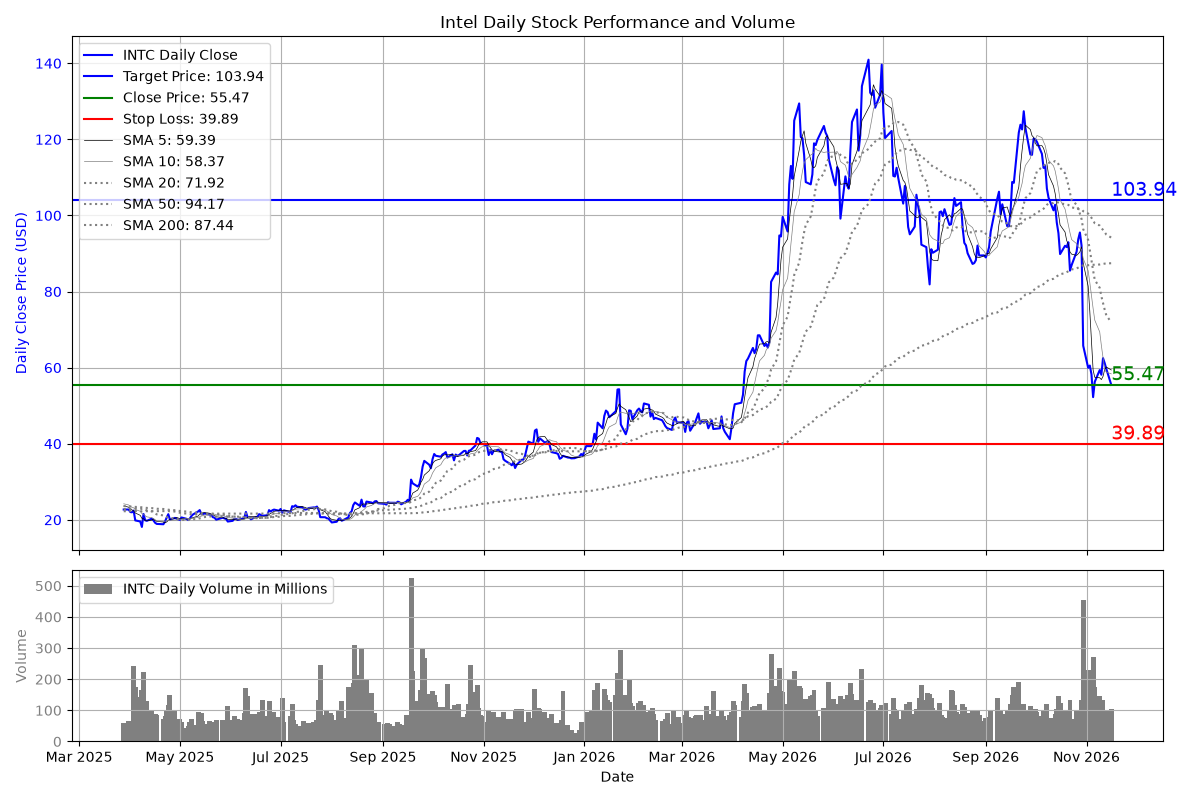 Intel Daily Stock Performance and Volume
INTC Daily Close
Target Price: 103.94
Close Price: 55.47
Stop Loss: 39.89
SMA 5: 59.39
SMA 10: 58.37
SMA 20: 71.92
SMA 50: 94.17
SMA 200: 87.44
140
120
100
80
60
40
20
Daily Close Price (USD)
103.94
55.47
39.89
INTC Daily Volume in Millions
500
400
300
200
100
0
Volume
Mar 2025 May 2025 Jul 2025 Sep 2025 Nov 2025 Jan 2026 Mar 2026 May 2026 Jul 2026 Sep 2026 Nov 2026
Date